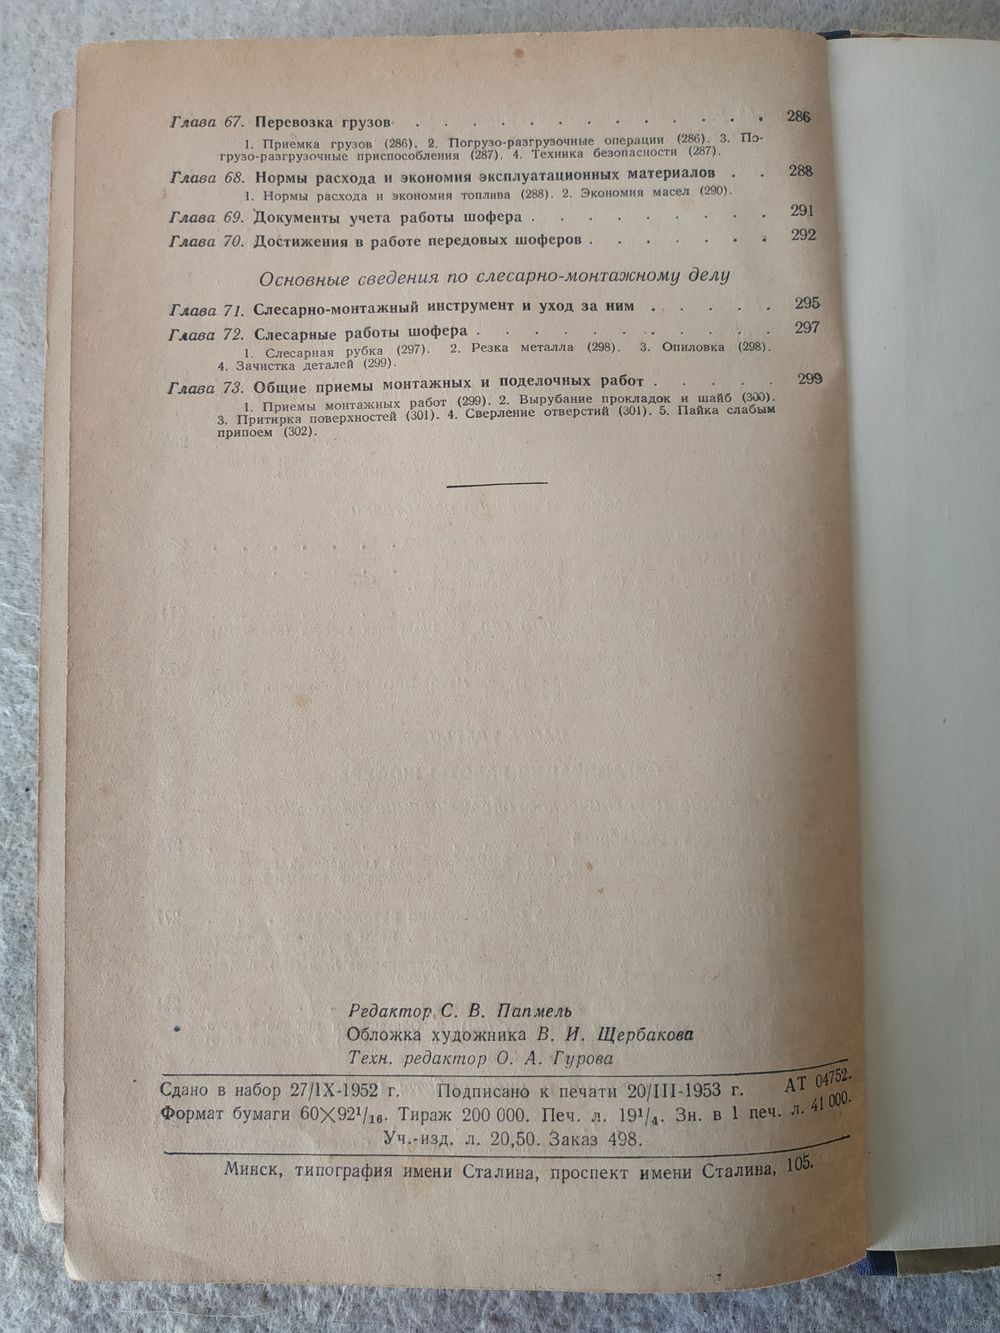 Глава 67. Перевозка грузов . . . . . . . . . . . . . 286
1. Приемка грузов (286). 2. Погрузо-разгрузочные операции (286). 3. По-
грузо-разгрузочные приспособления (287). 4. Техника безопасности (287).
Глава 68. Нормы расхода и экономия эксплуатационных материалов . . 288
1. Нормы расхода и экономия топлива (288). 2. Экономия масел (290).
Глава 69. Документы учета работы шофера . . . . . . . . . 291
Глава 70. Достижения в работе передовых шоферов . . . . . . . 292
Основные сведения по слесарно-монтажному делу
Глава 71. Слесарно-монтажный инструмент и уход за ним . . . . . 295
Глава 72. Слесарные работы шофера . . . . . . . . . . . 297
1. Слесарная рубка (297). 2. Резка металла (298). 3. Опиловка (298).
4. Зачистка деталей (299).
Глава 73. Общие приемы монтажных и поделочных работ . . . . . 299
1. Приемы монтажных работ (299). 2. Вырубание прокладок и шайб (300).
3. Притирка поверхностей (301). 4. Сверление отверстий (301). 5. Пайка слабым
припоем (302).
Редактор С. В. Папмель
Обложка художника В. И. Щербакова
Техн. редактор О. А. Гурова
Сдано в набор 27/IX-1952 г. Подписано к печати 20/III-1953 г. АТ 04752.
Формат бумаги 60×92¹/₁₆. Тираж 200 000. Печ. л. 19¹/₄. Зн. в 1 печ. л. 41 000.
Уч.-изд. л. 20,50. Заказ 498.
Минск, типография имени Сталина, проспект имени Сталина, 105.